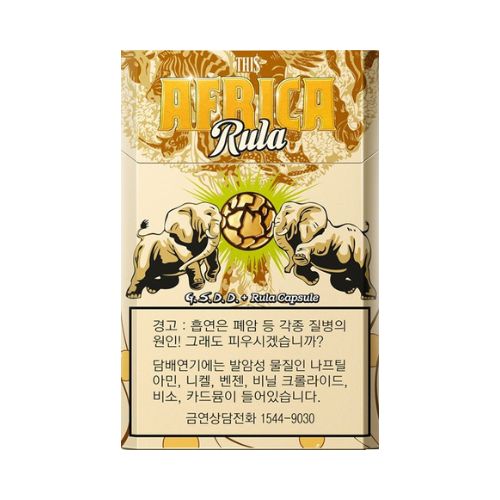 THIS
AFRICA
Rula
G.S.D.D. + Rula Capsule
경고 : 흡연은 폐암 등 각종 질병의
원인! 그래도 피우시겠습니까?
담배연기에는 발암성 물질인 나프틸
아민, 니켈, 벤젠, 비닐 크롤라이드,
비소, 카드뮴이 들어있습니다.
금연상담전화 1544-9030